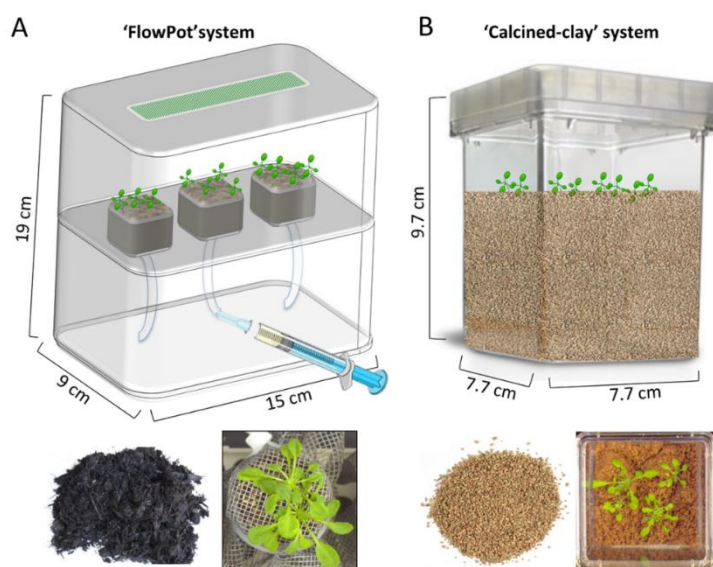 A
'FlowPot'system
B
'Calcined-clay' system
19 cm
9 cm
15 cm
9.7 cm
7.7 cm
7.7 cm